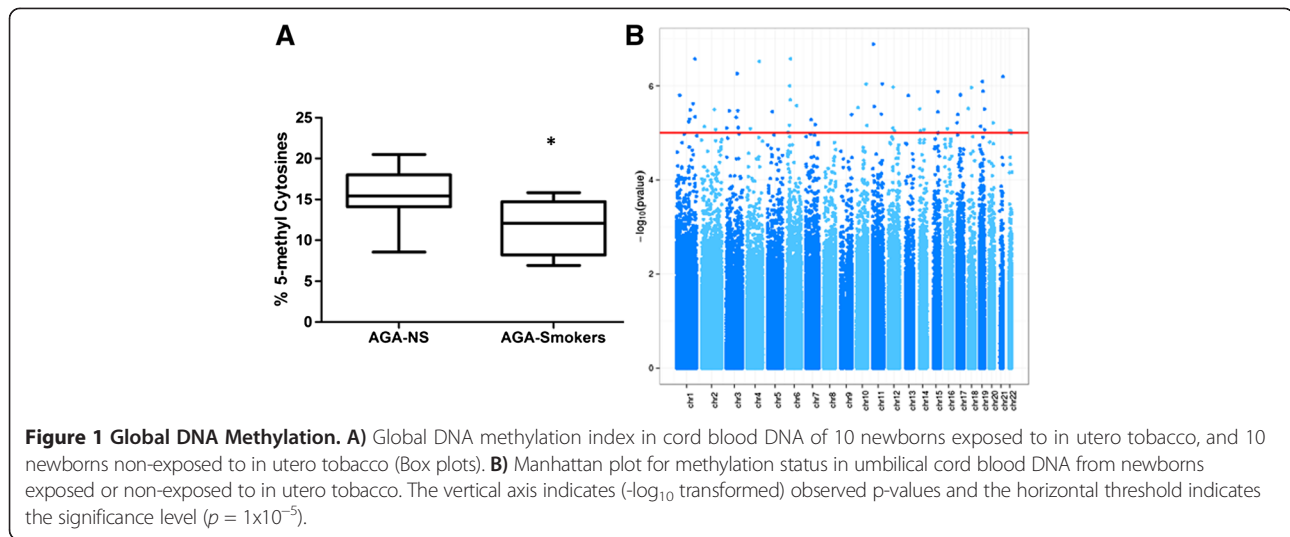 A
B
% 5-methyl Cytosines
25
20
15
10
5
0
*
AGA-NS
AGA-Smokers
−log10(pvalue)
6
4
2
0
chr1
chr2
chr3
chr4
chr5
chr6
chr7
chr8
chr9
chr10
chr11
chr12
chr13
chr14
chr15
chr16
chr17
chr18
chr19
chr20
chr21
chr22
Figure 1 Global DNA Methylation. A) Global DNA methylation index in cord blood DNA of 10 newborns exposed to in utero tobacco, and 10
newborns non-exposed to in utero tobacco (Box plots). B) Manhattan plot for methylation status in umbilical cord blood DNA from newborns
exposed or non-exposed to in utero tobacco. The vertical axis indicates (-log10 transformed) observed p-values and the horizontal threshold indicates
the significance level (p = 1x10−5).